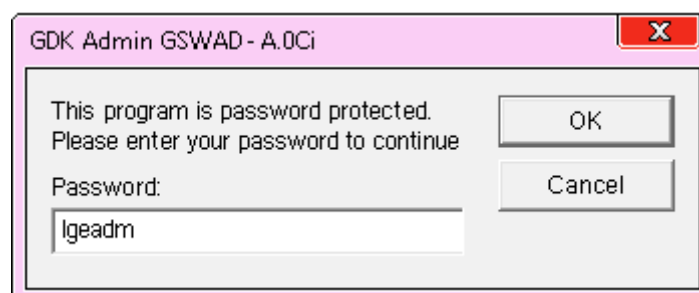 GDK Admin GSWAD - A.0Ci
X
This program is password protected.
Please enter your password to continue
OK
Password:
Cancel
lgeadm